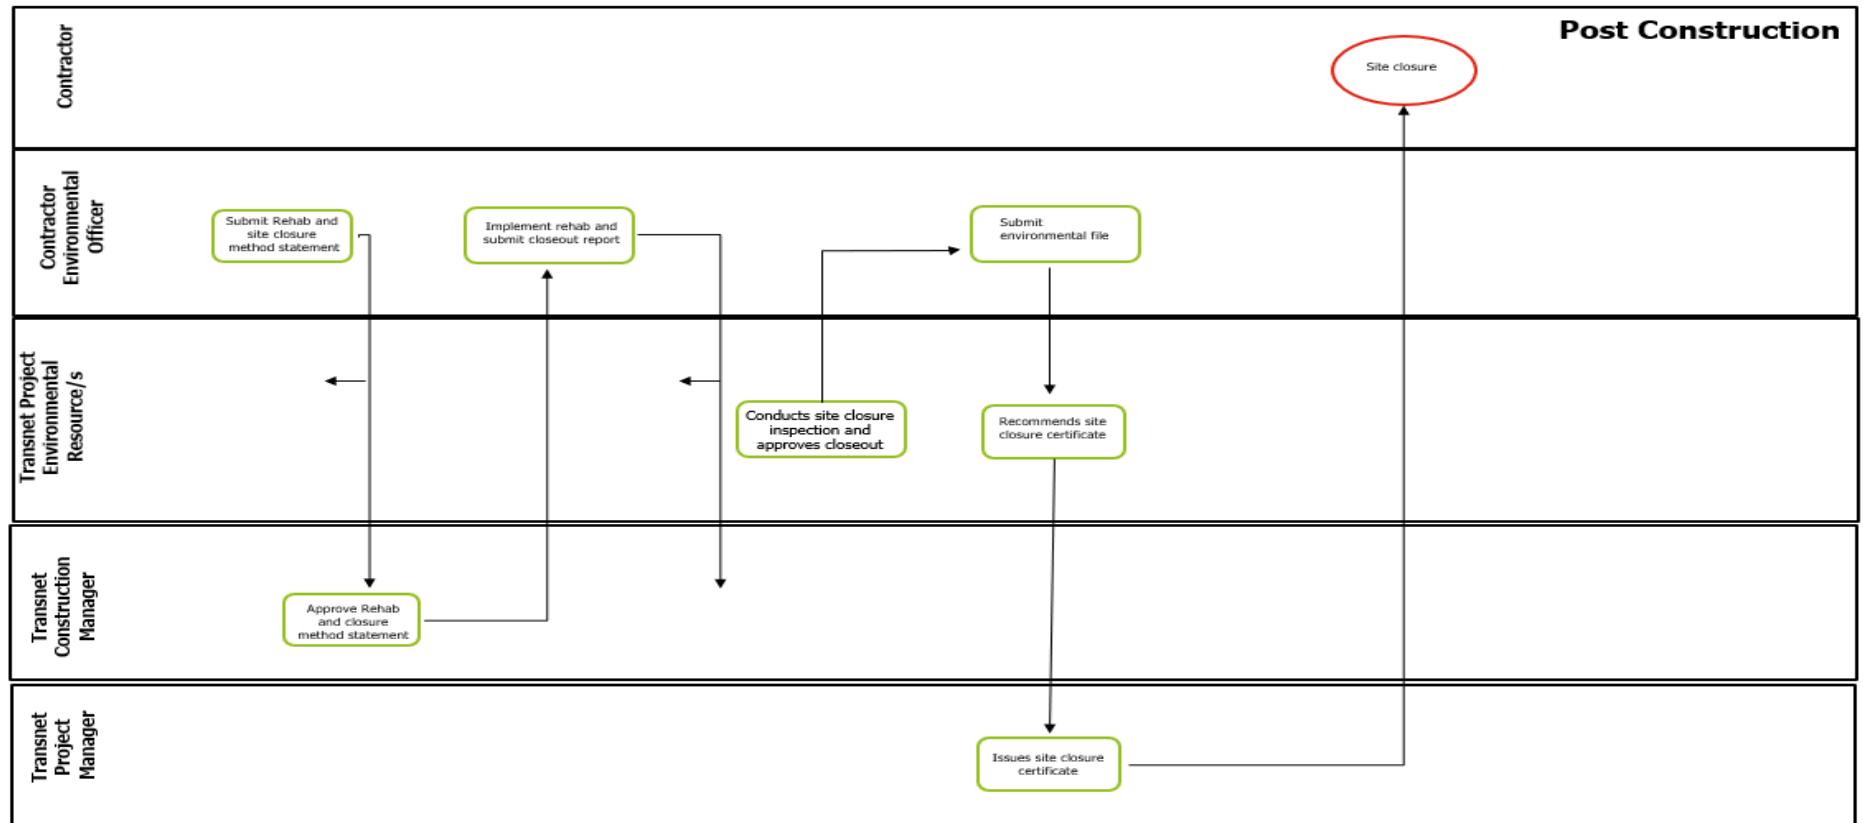 Post Construction
Contractor
Site closure
Contractor
Environmental
Officer
Submit Rehab and
site closure
method statement
Implement rehab and
submit closeout report
Submit
environmental file
Transnet Project
Environmental
Resource/s
Conducts site closure
inspection and
approves closeout
Recommends site
closure certificate
Transnet
Construction
Manager
Approve Rehab
and closure
method statement
Transnet
Project
Manager
Issues site closure
certificate